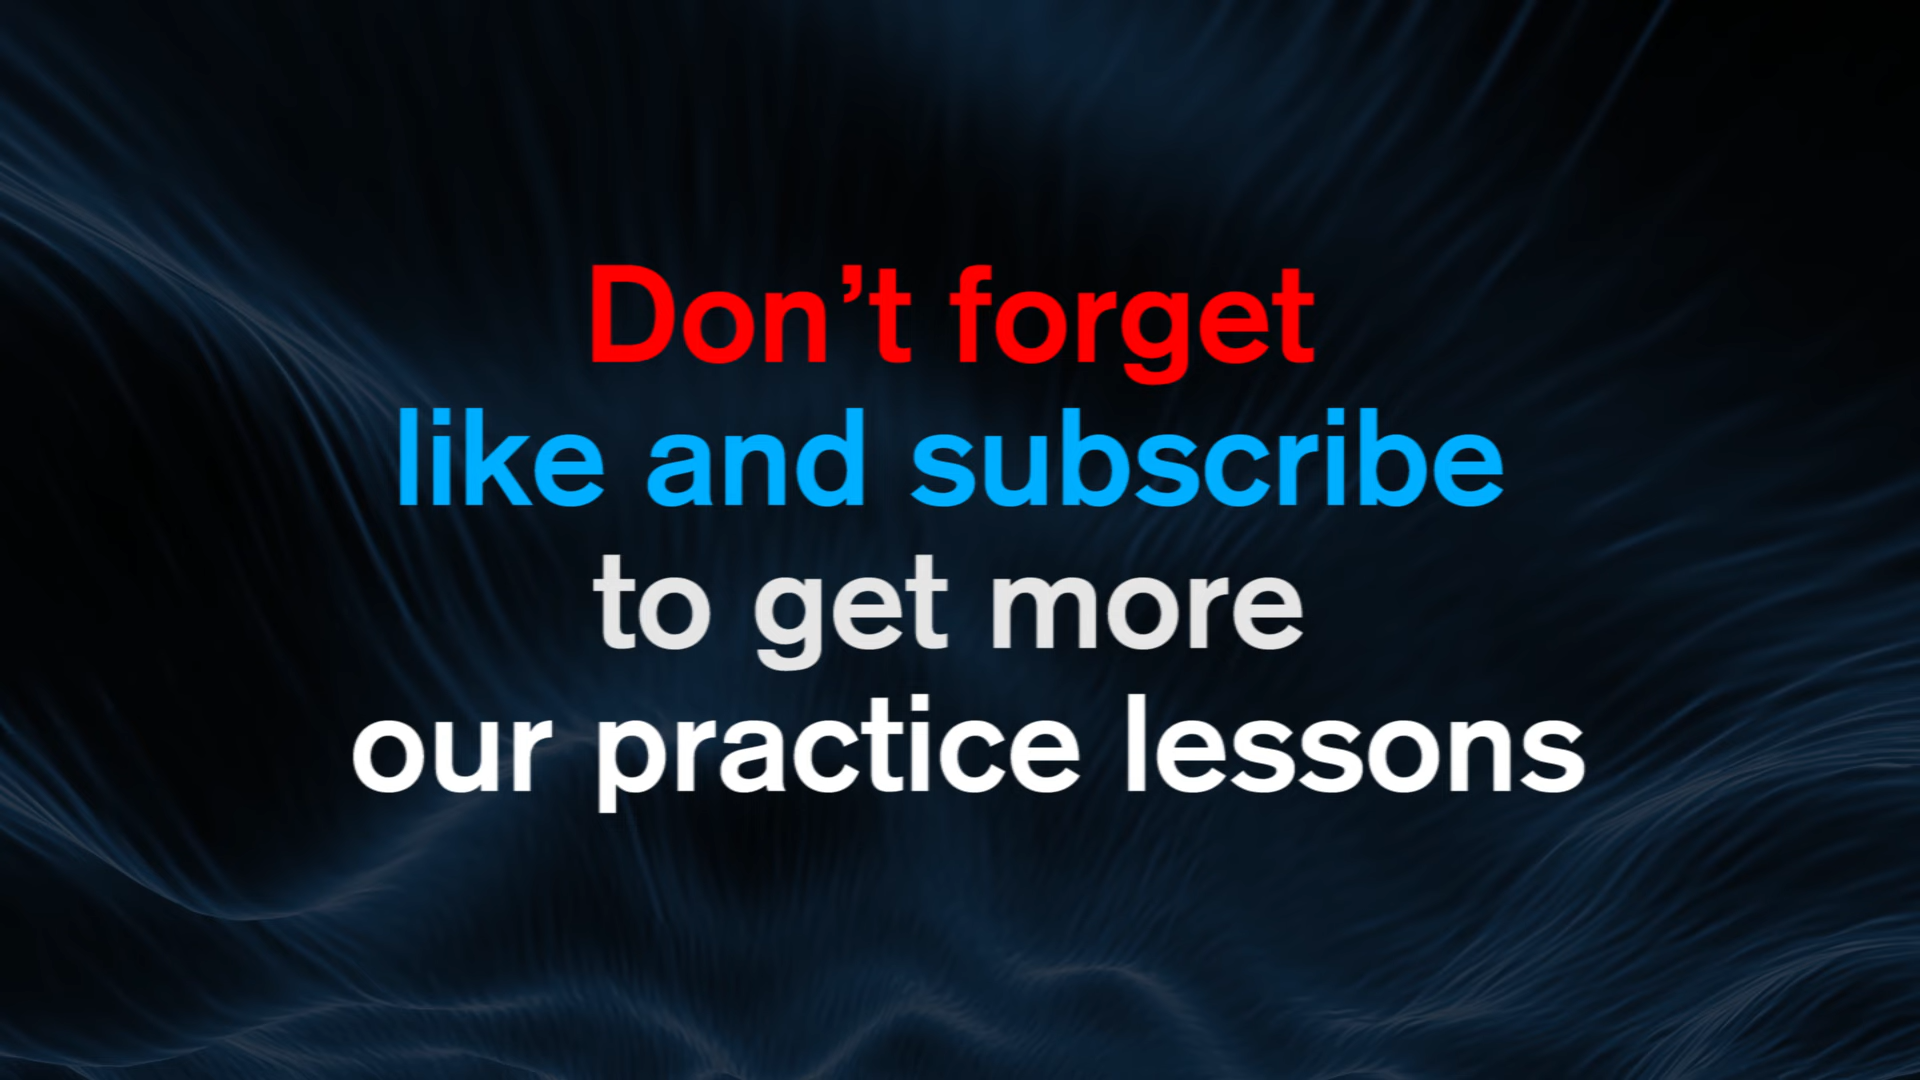 Don’t forget
like and subscribe
to get more
our practice lessons